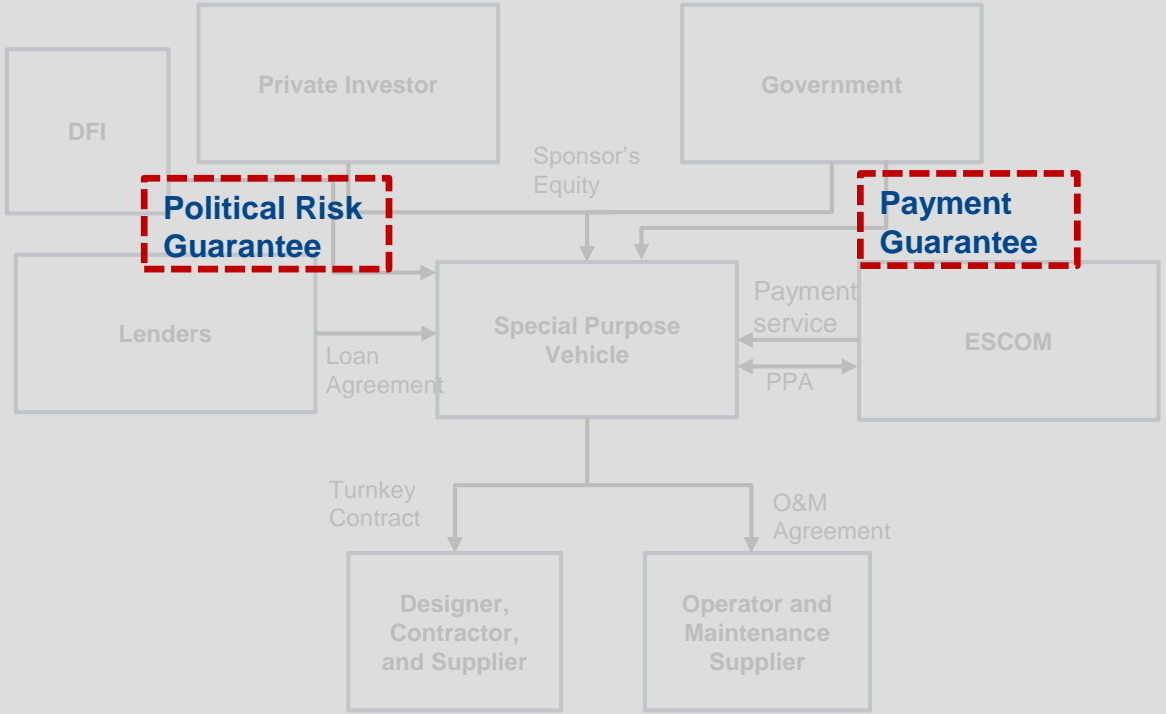 Private Investor
Government
DFI
Sponsor's
Equity
Political Risk
Guarantee
Payment
Guarantee
Lenders
Loan
Agreement
Special Purpose
Vehicle
Payment
service
PPA
ESCOM
Turnkey
Contract
O&M
Agreement
Designer,
Contractor,
and Supplier
Operator and
Maintenance
Supplier